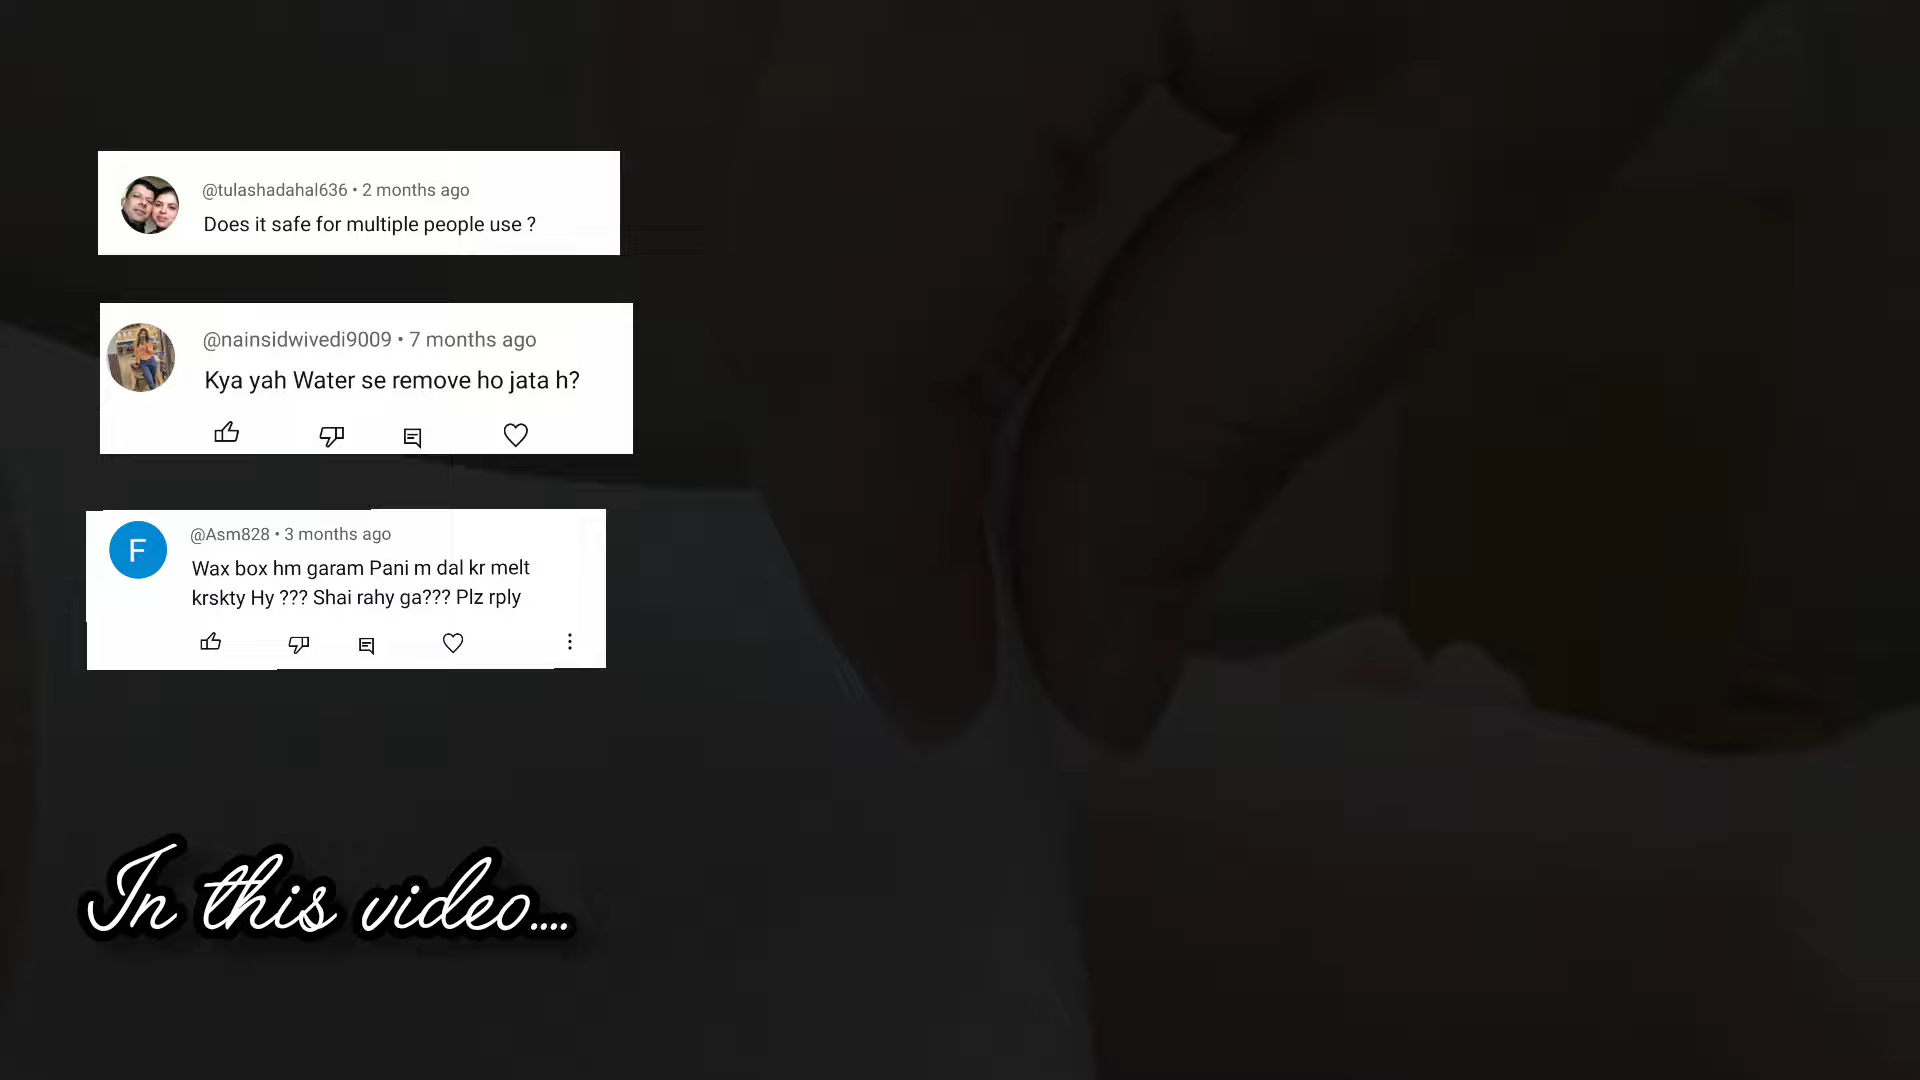 @tulashadahal636 • 2 months ago
Does it safe for multiple people use ?
@nainsidwivedi9009 • 7 months ago
Kya yah Water se remove ho jata h?
F
@Asm828 • 3 months ago
Wax box hm garam Pani m dal kr melt
krskty Hy ??? Shai rahy ga??? Plz rply
In this video....